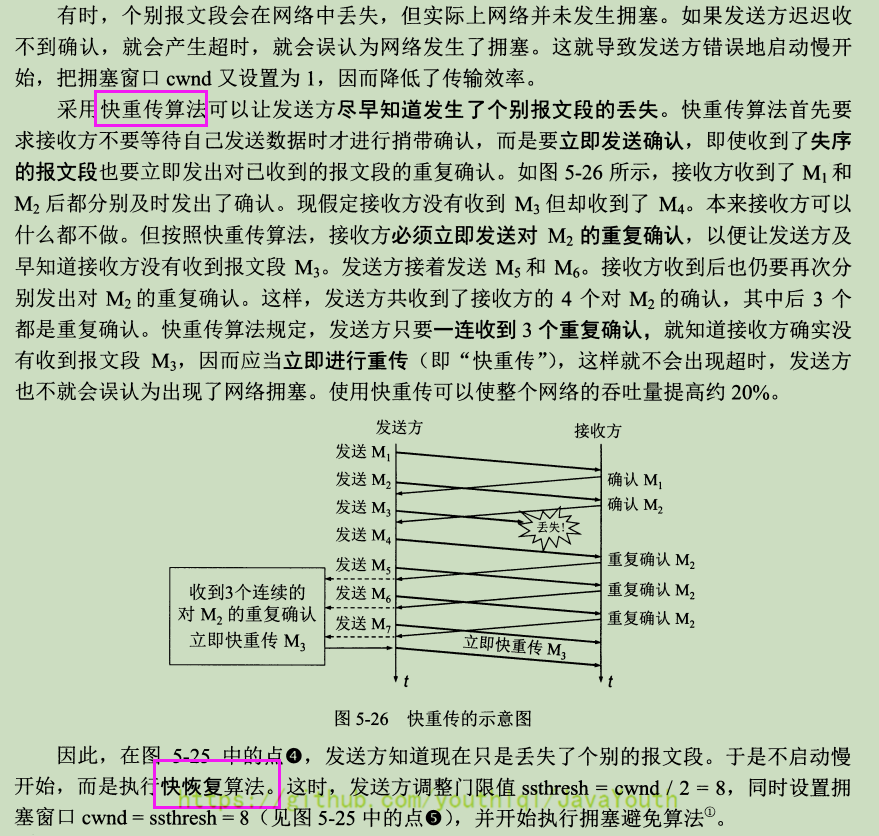 有时，个别报文段会在网络中丢失，但实际上网络并未发生拥塞。如果发送方迟迟收
不到确认，就会产生超时，就会误认为网络发生了拥塞。这就导致发送方错误地启动慢开
始，把拥塞窗口 cwnd 又设置为 1，因而降低了传输效率。
采用快重传算法可以让发送方尽早知道发生了个别报文段的丢失。快重传算法首先要
求接收方不要等待自己发送数据时才进行捎带确认，而是要立即发送确认，即使收到了失序
的报文段也要立即发出对已收到的报文段的重复确认。如图 5-26 所示，接收方收到了 M₁ 和
M₂ 后都分别及时发出了确认。现假定接收方没有收到 M₃ 但却收到了 M₄。本来接收方可以
什么都不做。但按照快重传算法，接收方必须立即发送对 M₂ 的重复确认，以便让发送方及
早知道接收方没有收到报文段 M₃。发送方接着发送 M₅ 和 M₆。接收方收到后也仍要再次分
别发出对 M₂ 的重复确认。这样，发送方共收到了接收方的 4 个对 M₂ 的确认，其中后 3 个
都是重复确认。快重传算法规定，发送方只要一连收到 3 个重复确认，就知道接收方确实没
有收到报文段 M₃，因而应当立即进行重传（即“快重传”），这样就不会出现超时，发送方
也不就会误认为出现了网络拥塞。使用快重传可以使整个网络的吞吐量提高约 20%。
发送方
接收方
发送 M₁
发送 M₂
确认 M₁
确认 M₂
发送 M₃
丢失!
发送 M₄
重复确认 M₂
发送 M₅
重复确认 M₂
发送 M₆
重复确认 M₂
发送 M₇
收到3个连续的
对 M₂ 的重复确认
立即快重传 M₃
立即快重传 M₃
t
t
图 5-26 快重传的示意图
因此，在图 5-25 中的点❹，发送方知道现在只是丢失了个别的报文段。于是不启动慢
开始，而是执行快恢复算法。这时，发送方调整门限值 ssthresh = cwnd / 2 = 8，同时设置拥
https://github.com/youthlql/JavaYouth
塞窗口 cwnd = ssthresh = 8（见图 5-25 中的点❺），并开始执行拥塞避免算法①。